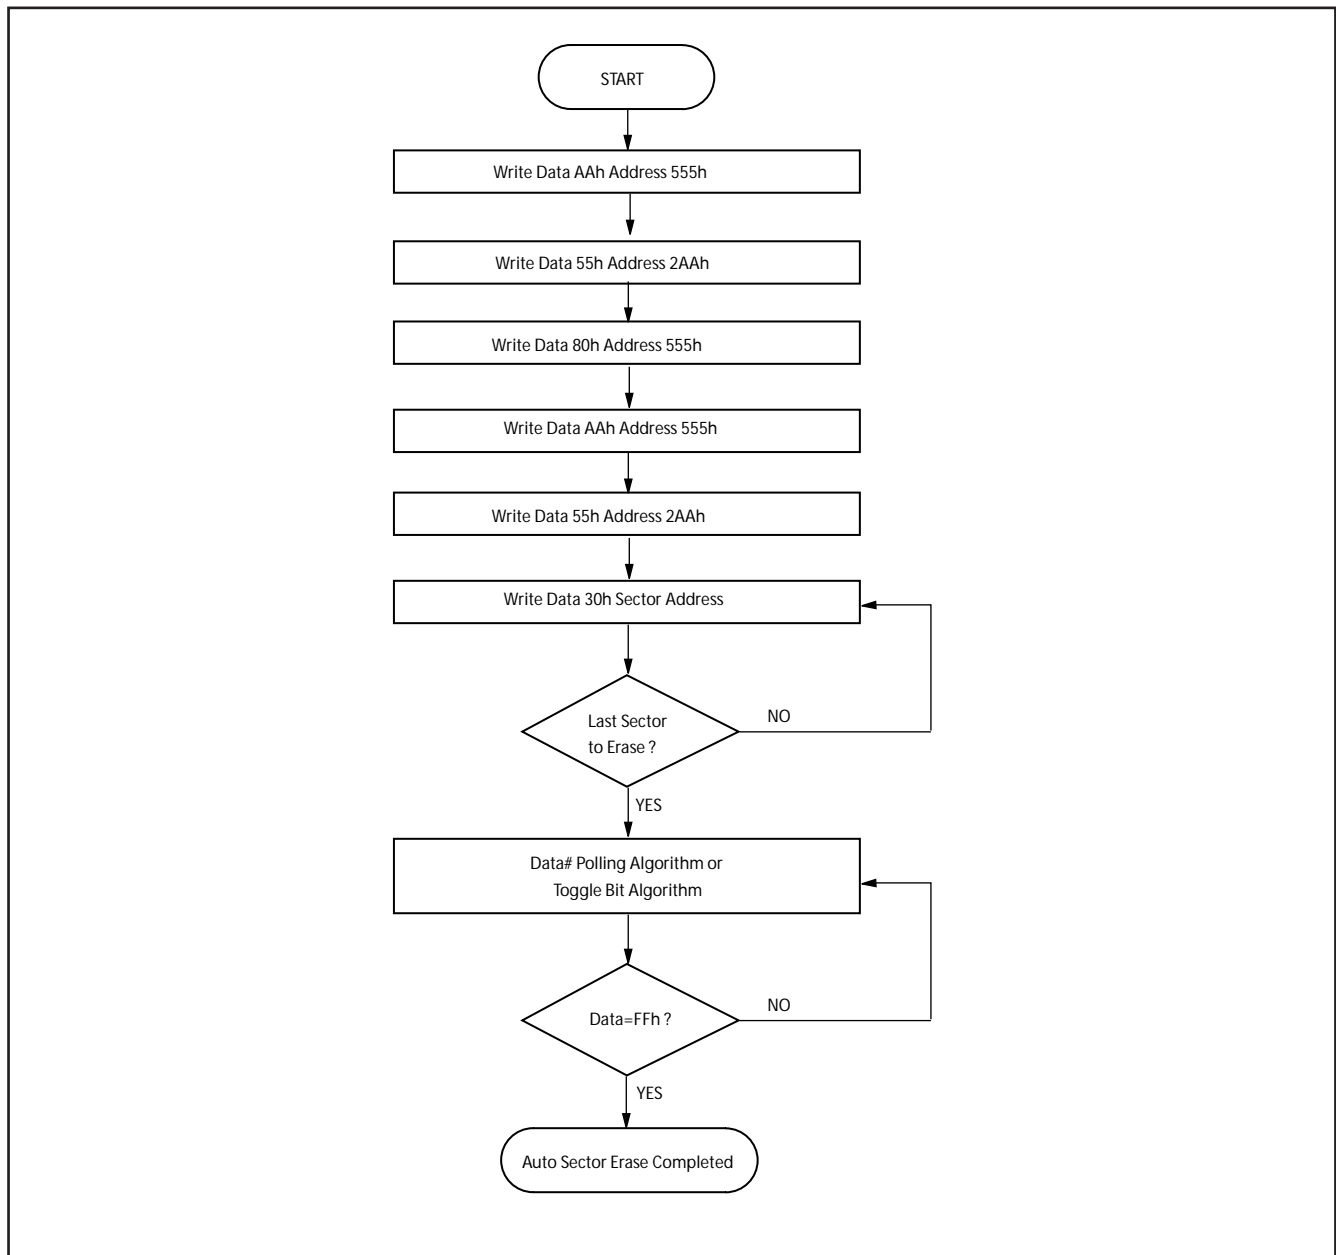 START
Write Data AAh Address 555h
Write Data 55h Address 2AAh
Write Data 80h Address 555h
Write Data AAh Address 555h
Write Data 55h Address 2AAh
Write Data 30h Sector Address
Last Sector
to Erase ?
NO
YES
Data# Polling Algorithm or
Toggle Bit Algorithm
Data=FFh ?
NO
YES
Auto Sector Erase Completed